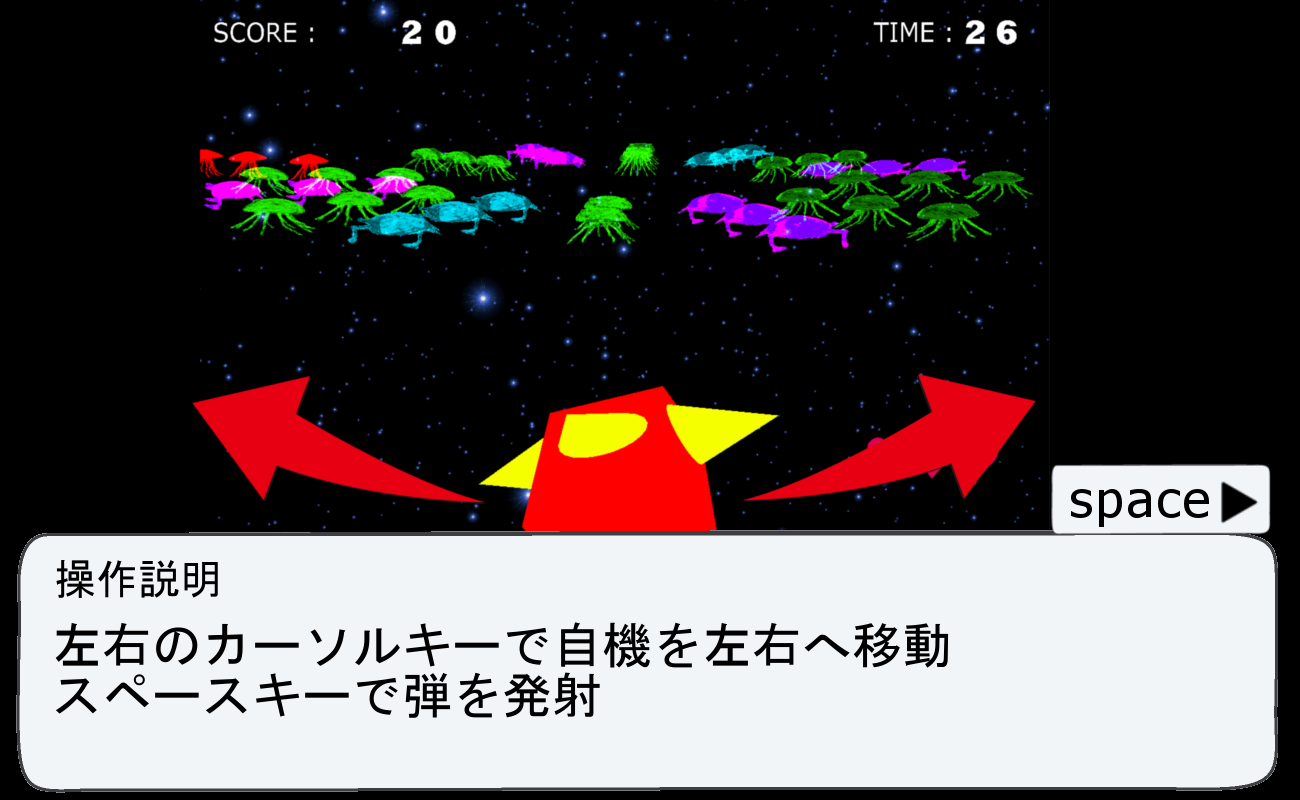 SCORE : 20
TIME : 26
space▶
操作説明
左右のカーソルキーで自機を左右へ移動
スペースキーで弾を発射